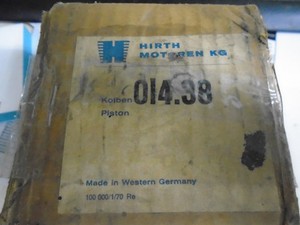 HIRTH
MOTOREN KG
Kolben 014.38
Piston
Made in Western Germany
100 000/1/70 Re